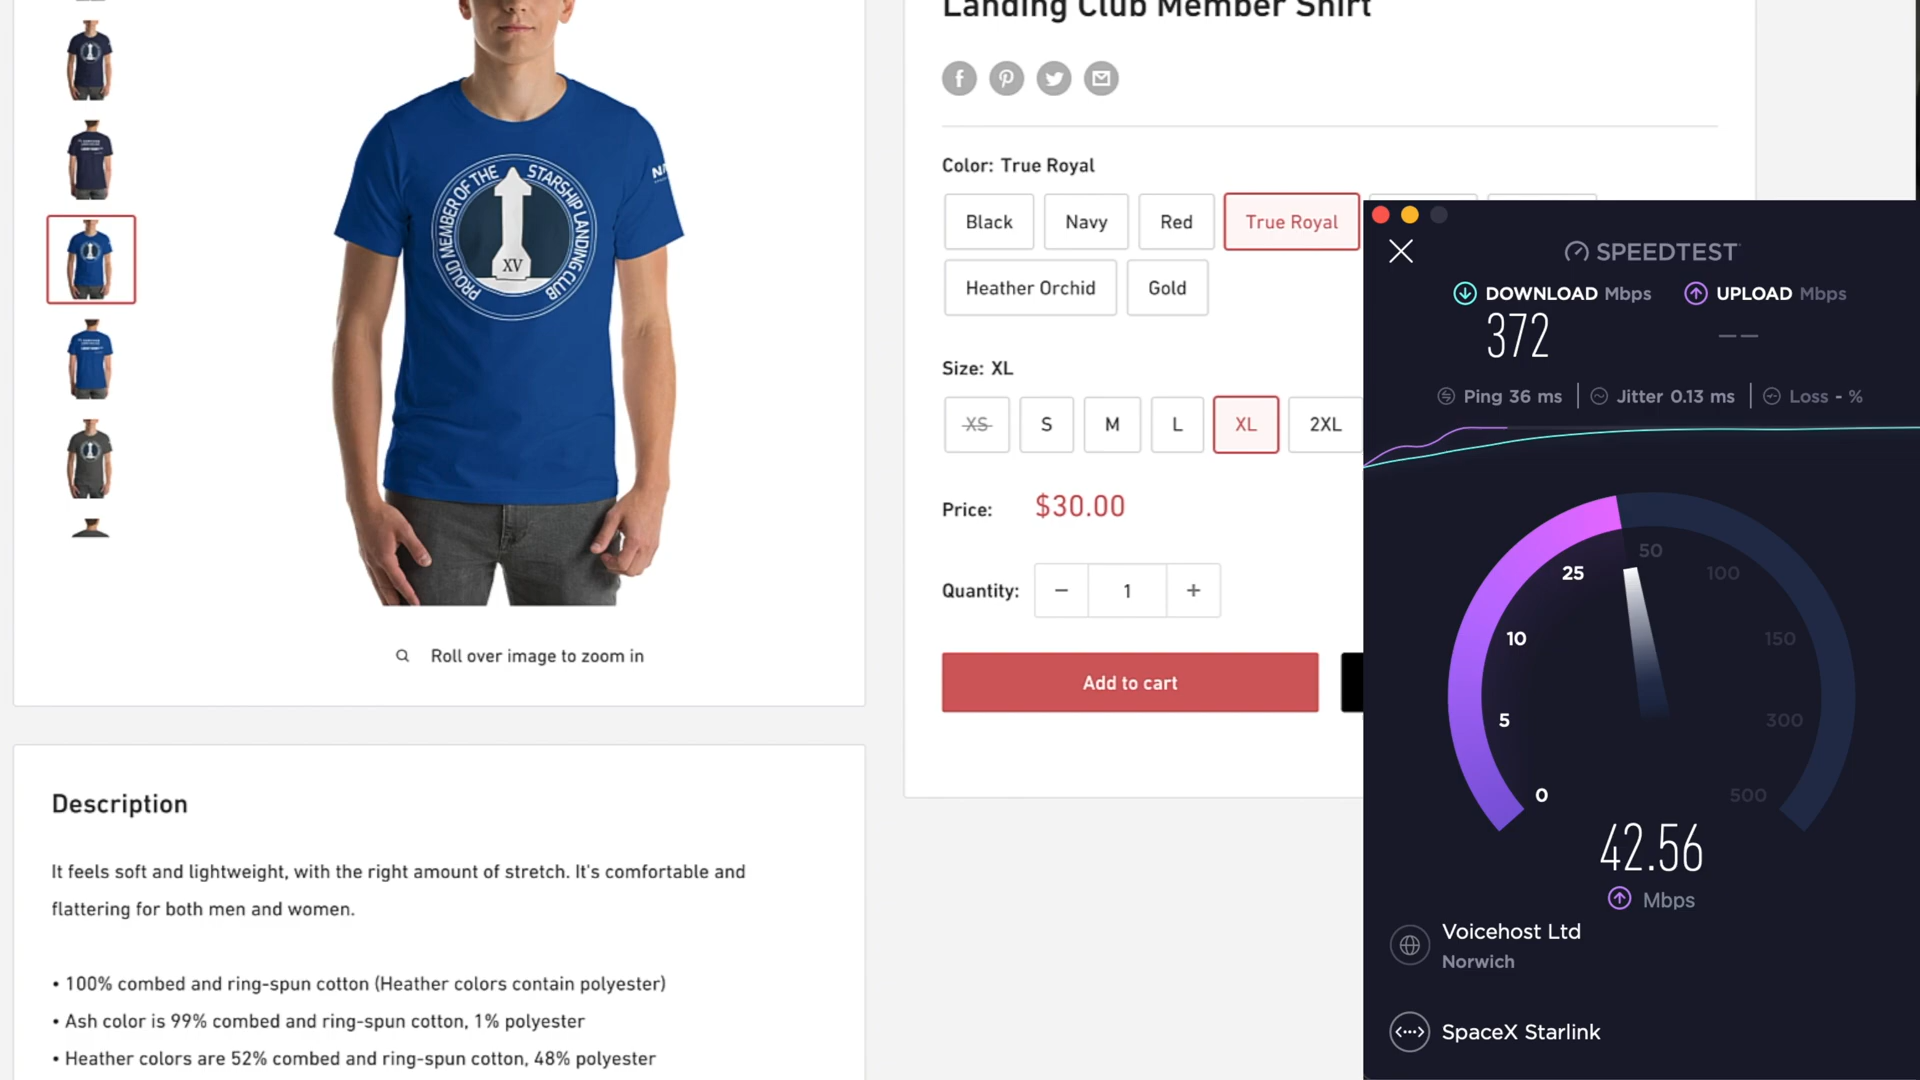 Landing Club Member Shirt
Color: True Royal
Black
Navy
Red
True Royal
Heather Orchid
Gold
Size: XL
XS
S
M
L
XL
2XL
Price:
$30.00
Quantity:
−
1
+
Add to cart
PROUD MEMBER OF THE STARSHIP LANDING CLUB
XV
Roll over image to zoom in
Description
It feels soft and lightweight, with the right amount of stretch. It's comfortable and
flattering for both men and women.
• 100% combed and ring-spun cotton (Heather colors contain polyester)
• Ash color is 99% combed and ring-spun cotton, 1% polyester
• Heather colors are 52% combed and ring-spun cotton, 48% polyester
SPEEDTEST
DOWNLOAD Mbps
UPLOAD Mbps
372
— —
Ping 36 ms
Jitter 0.13 ms
Loss - %
0
5
10
25
50
100
150
300
500
42.56
Mbps
Voicehost Ltd
Norwich
SpaceX Starlink